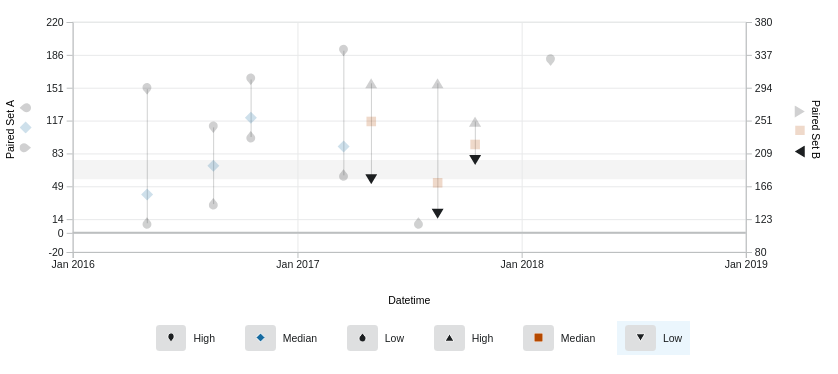 220
186
151
117
83
49
14
0
-20
380
337
294
251
209
166
123
80
Paired Set A
Paired Set B
Jan 2016
Jan 2017
Jan 2018
Jan 2019
Datetime
High
Median
Low
High
Median
Low